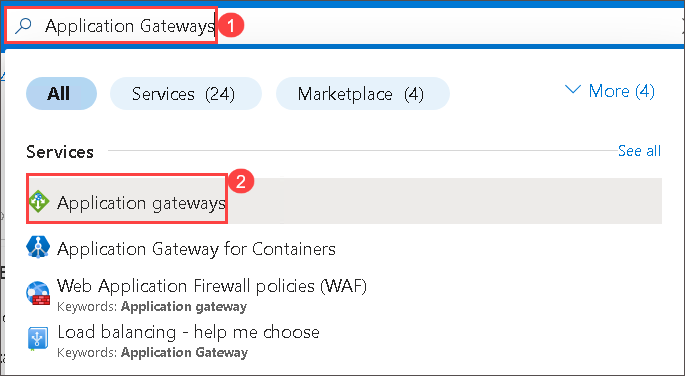 Application Gateways
1
All
Services (24)
Marketplace (4)
More (4)
Services
See all
2
Application gateways
Application Gateway for Containers
Web Application Firewall policies (WAF)
Keywords: Application gateway
Load balancing - help me choose
Keywords: Application Gateway